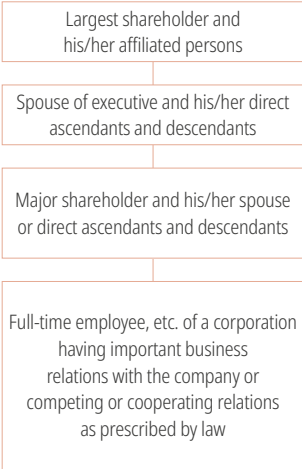 Largest shareholder and
his/her affiliated persons
Spouse of executive and his/her direct
ascendants and descendants
Major shareholder and his/her spouse
or direct ascendants and descendants
Full-time employee, etc. of a corporation
having important business
relations with the company or
competing or cooperating relations
as prescribed by law